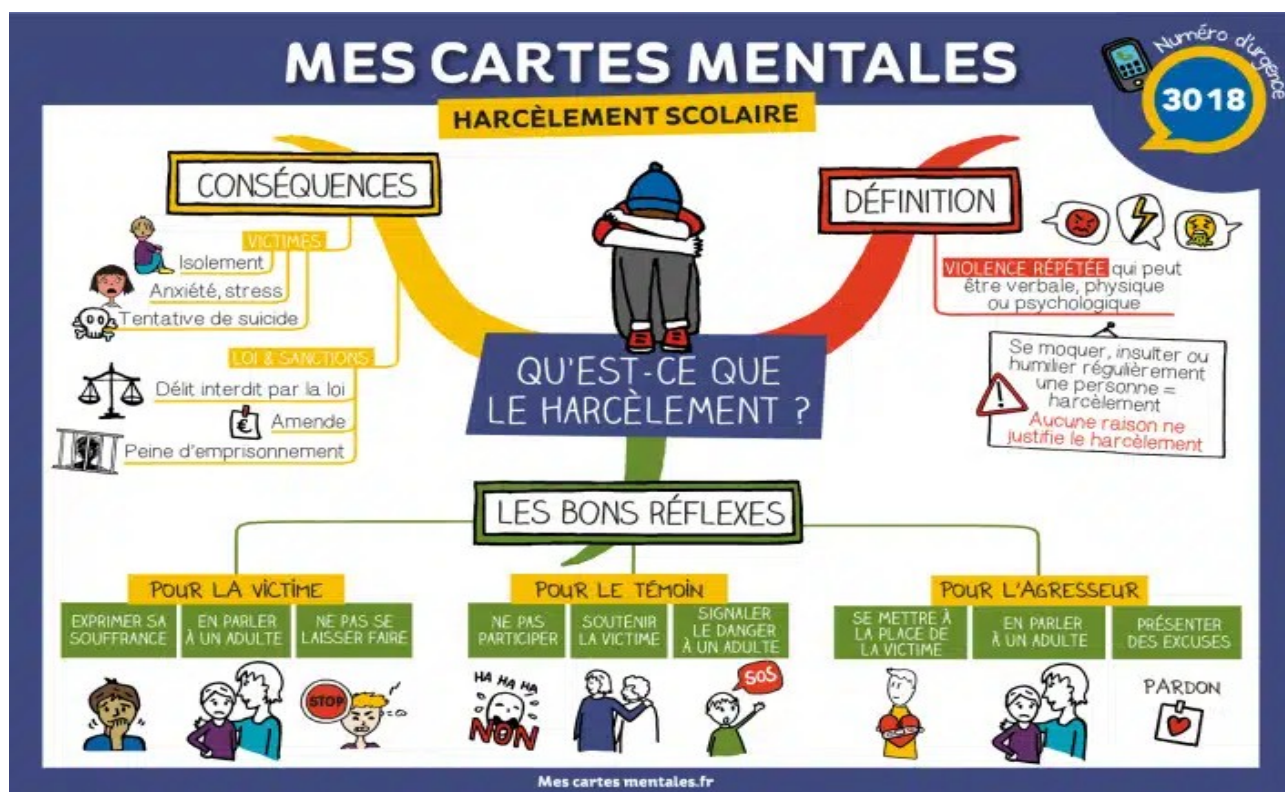 MES CARTES MENTALES
HARCÈLEMENT SCOLAIRE
Numéro d'urgence
30 18
CONSÉQUENCES
VICTIMES
Isolement
Anxiété, stress
Tentative de suicide
LOI & SANCTIONS
Délit interdit par la loi
€
Amende
Peine d'emprisonnement
DÉFINITION
VIOLENCE RÉPÉTÉE qui peut
être verbale, physique
ou psychologique
Se moquer, insulter ou
humilier régulièrement
une personne =
harcèlement
Aucune raison ne
justifie le harcèlement
QU'EST-CE QUE
LE HARCÈLEMENT ?
LES BONS RÉFLEXES
POUR LA VICTIME
EXPRIMER SA
SOUFFRANCE
EN PARLER
À UN ADULTE
NE PAS SE
LAISSER FAIRE
STOP
POUR LE TÉMOIN
NE PAS
PARTICIPER
SOUTENIR
LA VICTIME
SIGNALER
LE DANGER
À UN ADULTE
HA HA HA
NON
SOS
POUR L'AGRESSEUR
SE METTRE À
LA PLACE DE
LA VICTIME
EN PARLER
À UN ADULTE
PRÉSENTER
DES EXCUSES
PARDON
Mes cartes mentales.fr